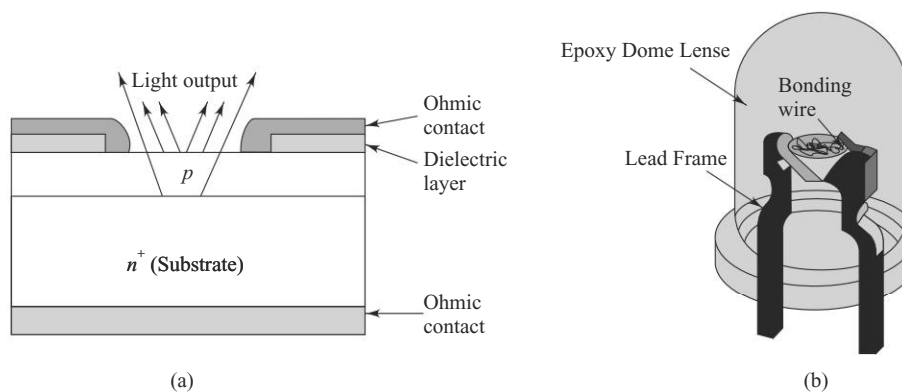 Light output
Ohmic
contact
Dielectric
layer
p
n+ (Substrate)
Ohmic
contact
(a)
Epoxy Dome Lense
Bonding
wire
Lead Frame
(b)